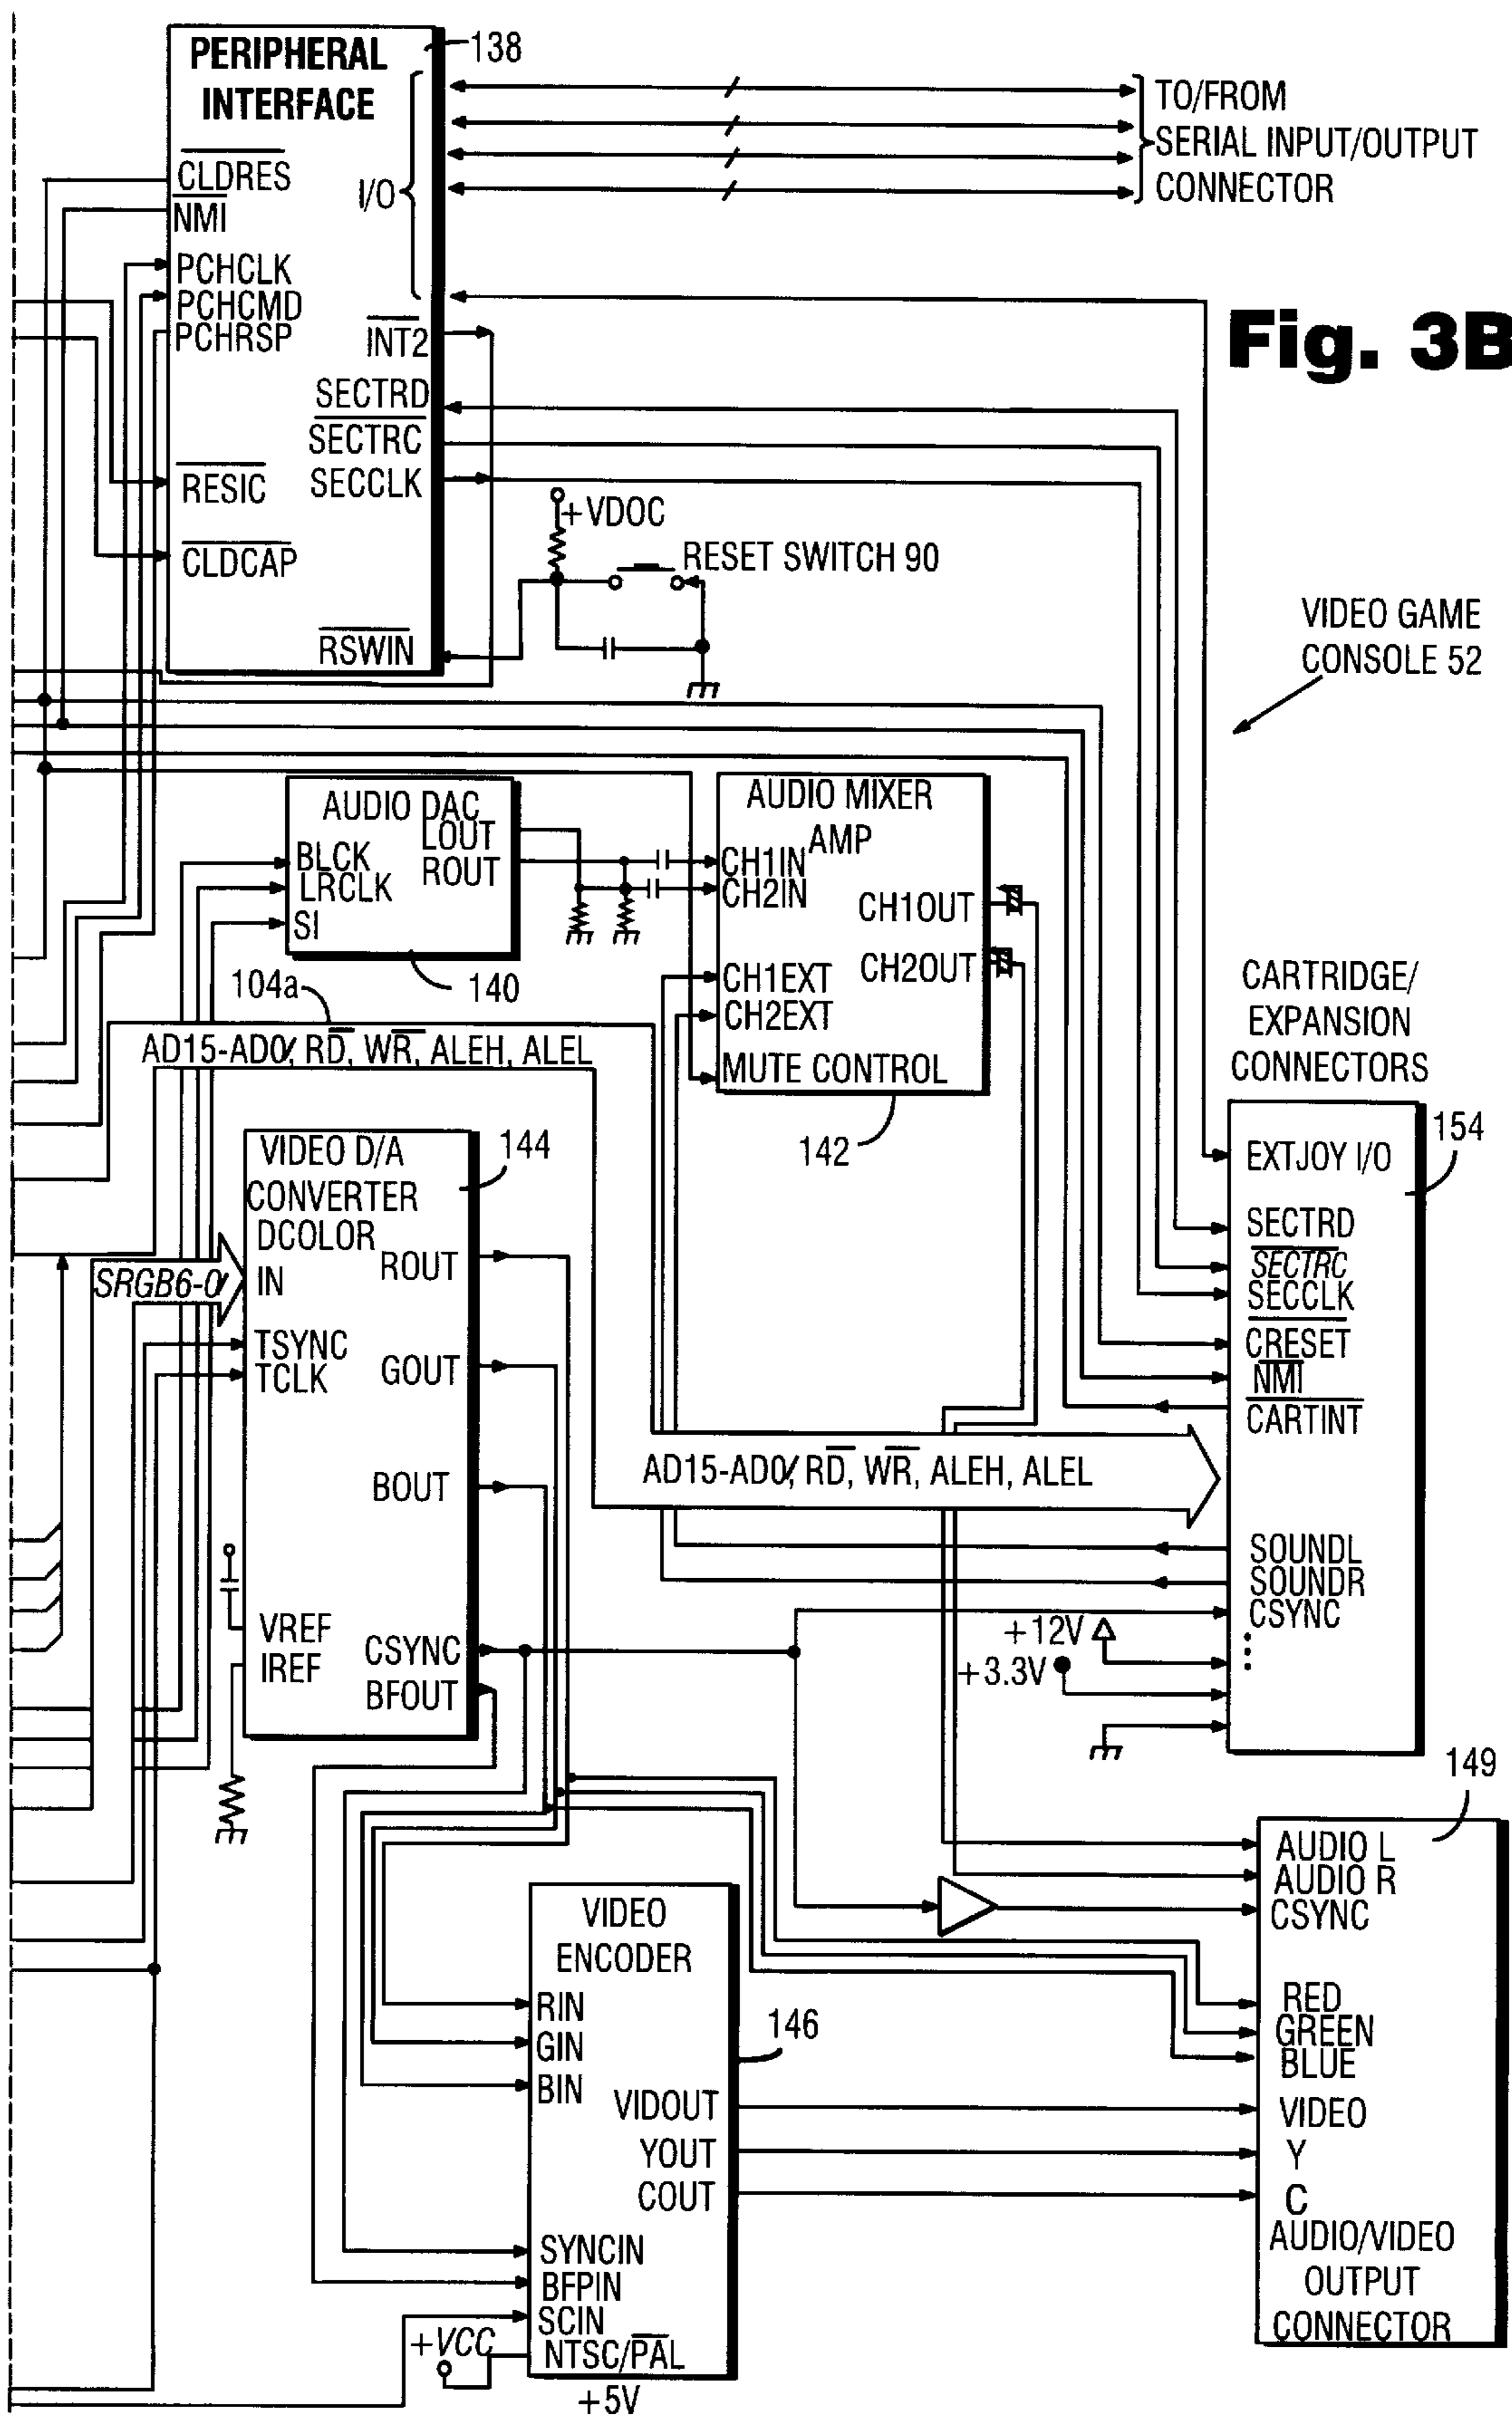 PERIPHERAL
INTERFACE
138
CLDRES
NMI
I/O
PCHCLK
PCHCMD
PCHRSP
INT2
SECTRD
SECTRC
SECCLK
RESIC
CLDCAP
RSWIN
TO/FROM
SERIAL INPUT/OUTPUT
CONNECTOR
Fig. 3B
+VDOC
RESET SWITCH 90
VIDEO GAME
CONSOLE 52
AUDIO DAC
LOUT
ROUT
BLCK
LRCLK
SI
140
AUDIO MIXER
AMP
CH1IN
CH2IN
CH1OUT
CH2OUT
CH1EXT
CH2EXT
MUTE CONTROL
142
104a
AD15-AD0/, RD, WR, ALEH, ALEL
CARTRIDGE/
EXPANSION
CONNECTORS
154
EXTJOY I/O
SECTRD
SECTRC
SECCLK
CRESET
NMI
CARTINT
AD15-AD0/, RD, WR, ALEH, ALEL
SOUNDL
SOUNDR
CSYNC
+12V
+3.3V
VIDEO D/A
CONVERTER
DCOLOR
144
SRGB6-0/
IN
ROUT
TSYNC
TCLK
GOUT
BOUT
VREF
IREF
CSYNC
BFOUT
149
AUDIO L
AUDIO R
CSYNC
RED
GREEN
BLUE
VIDEO
Y
C
AUDIO/VIDEO
OUTPUT
CONNECTOR
VIDEO
ENCODER
146
RIN
GIN
BIN
VIDOUT
YOUT
COUT
SYNCIN
BFPIN
SCIN
NTSC/PAL
+VCC
+5V